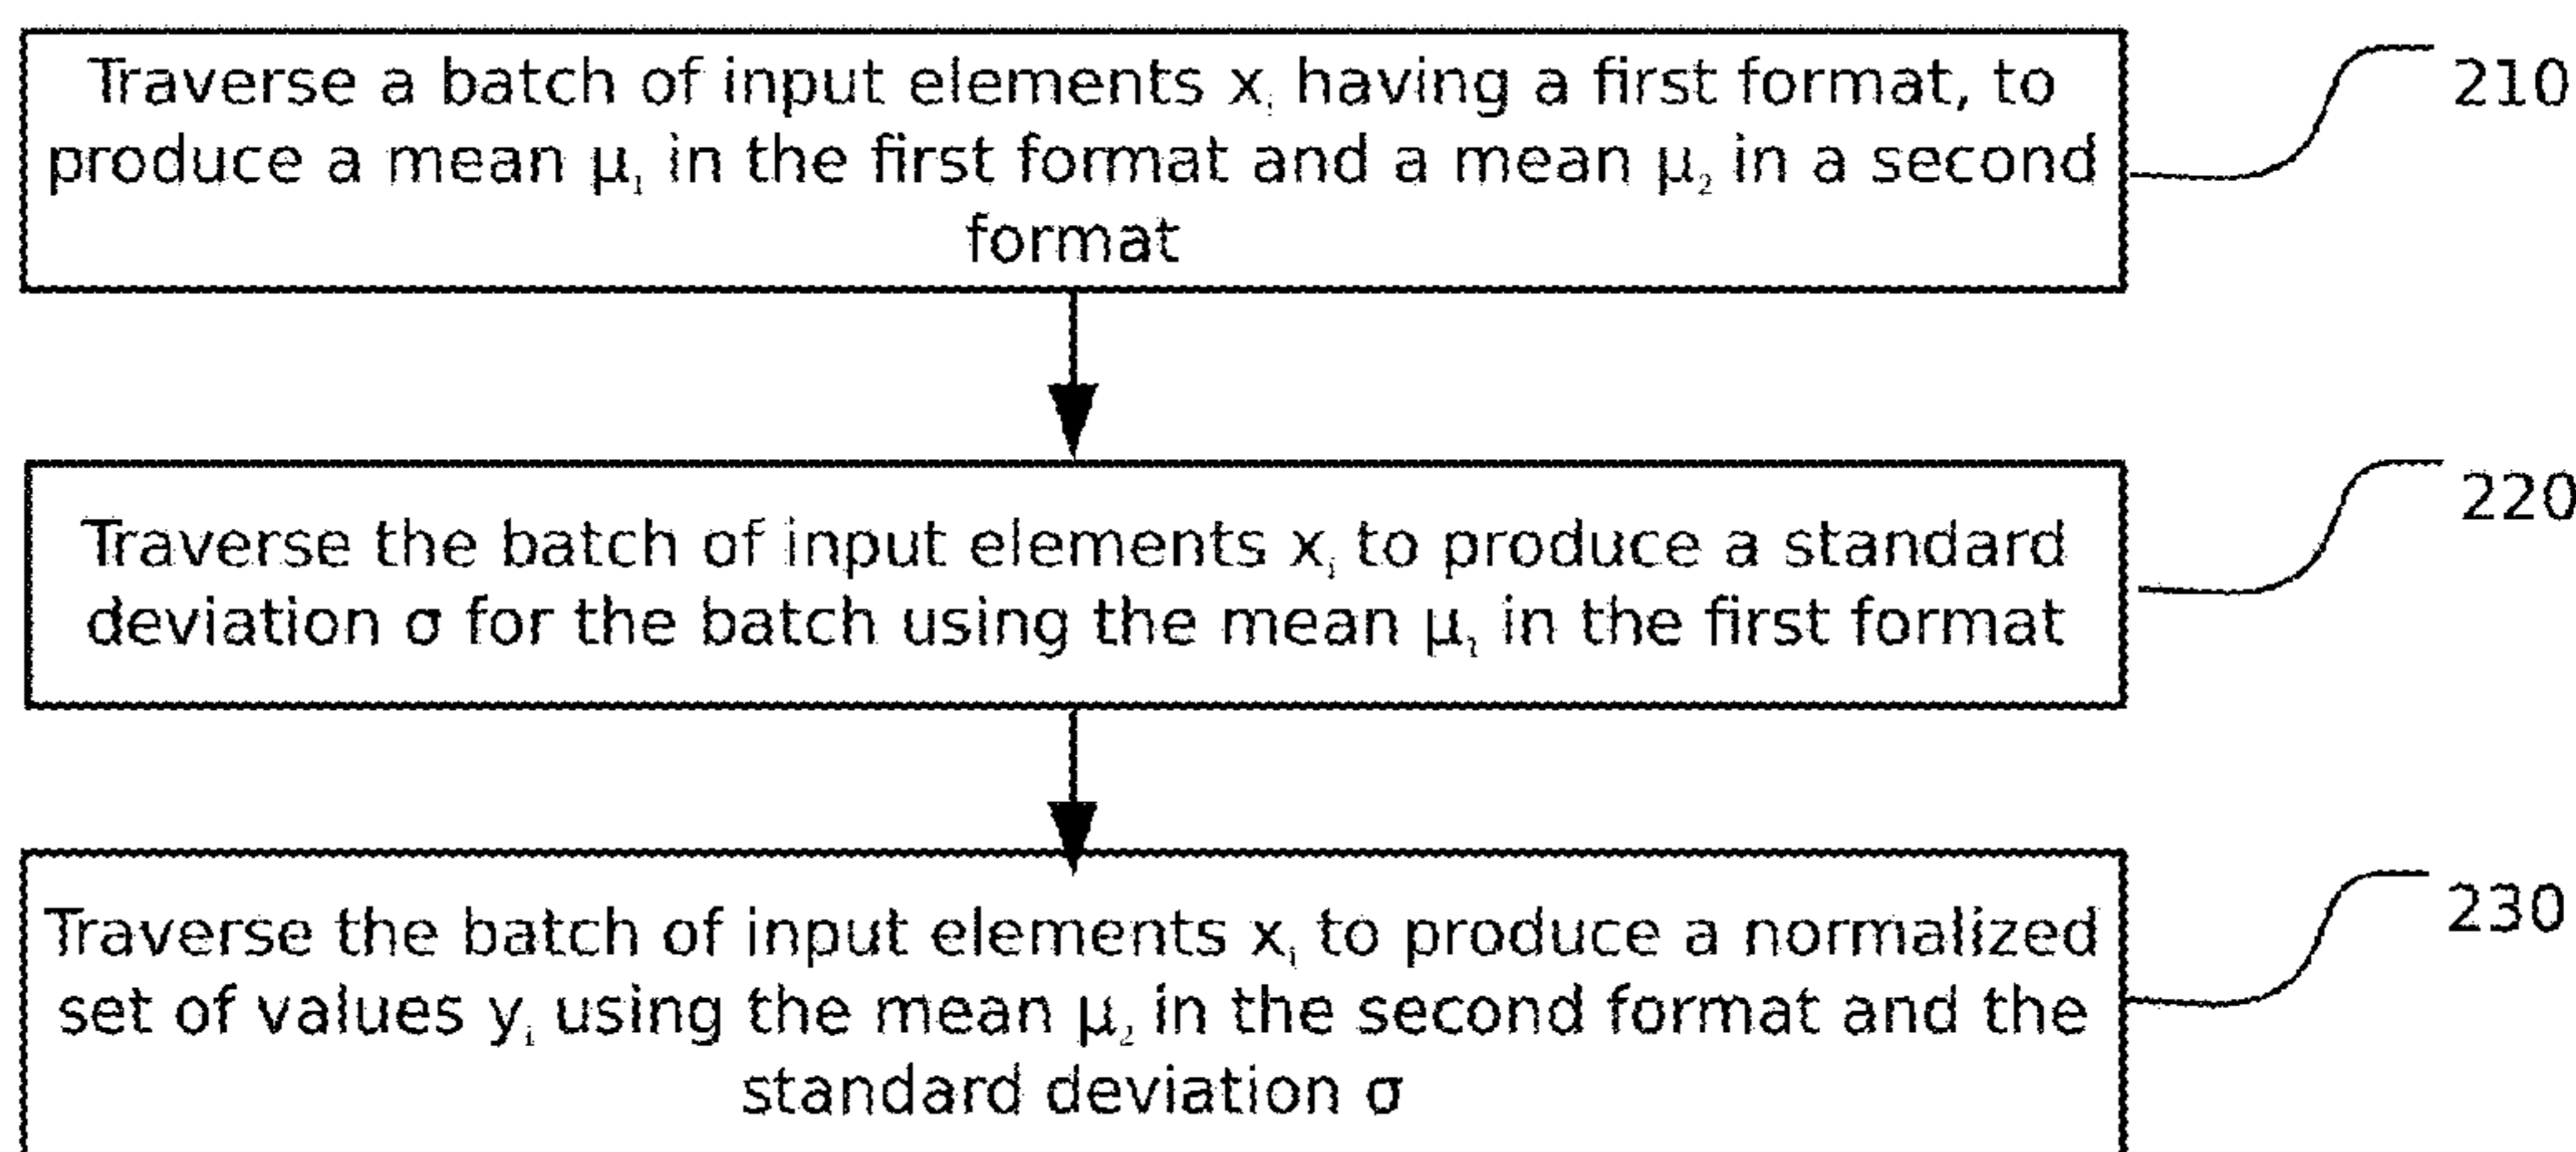 Traverse a batch of input elements xᵢ having a first format, to
produce a mean μ₁ in the first format and a mean μ₂ in a second
format
210
Traverse the batch of input elements xᵢ to produce a standard
deviation σ for the batch using the mean μ₁ in the first format
220
Traverse the batch of input elements xᵢ to produce a normalized
set of values yᵢ using the mean μ₂ in the second format and the
standard deviation σ
230